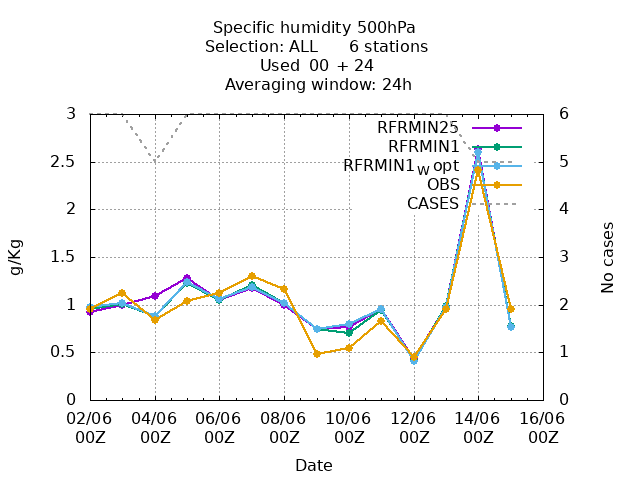 Specific humidity 500hPa
Selection: ALL 6 stations
Used 00 + 24
Averaging window: 24h
RFRMIN25
RFRMIN1
RFRMIN1w opt
OBS
CASES
3
2.5
2
1.5
1
0.5
0
6
5
4
3
2
1
0
g/Kg
No cases
02/06 04/06 06/06 08/06 10/06 12/06 14/06 16/06
00Z 00Z 00Z 00Z 00Z 00Z 00Z 00Z
Date